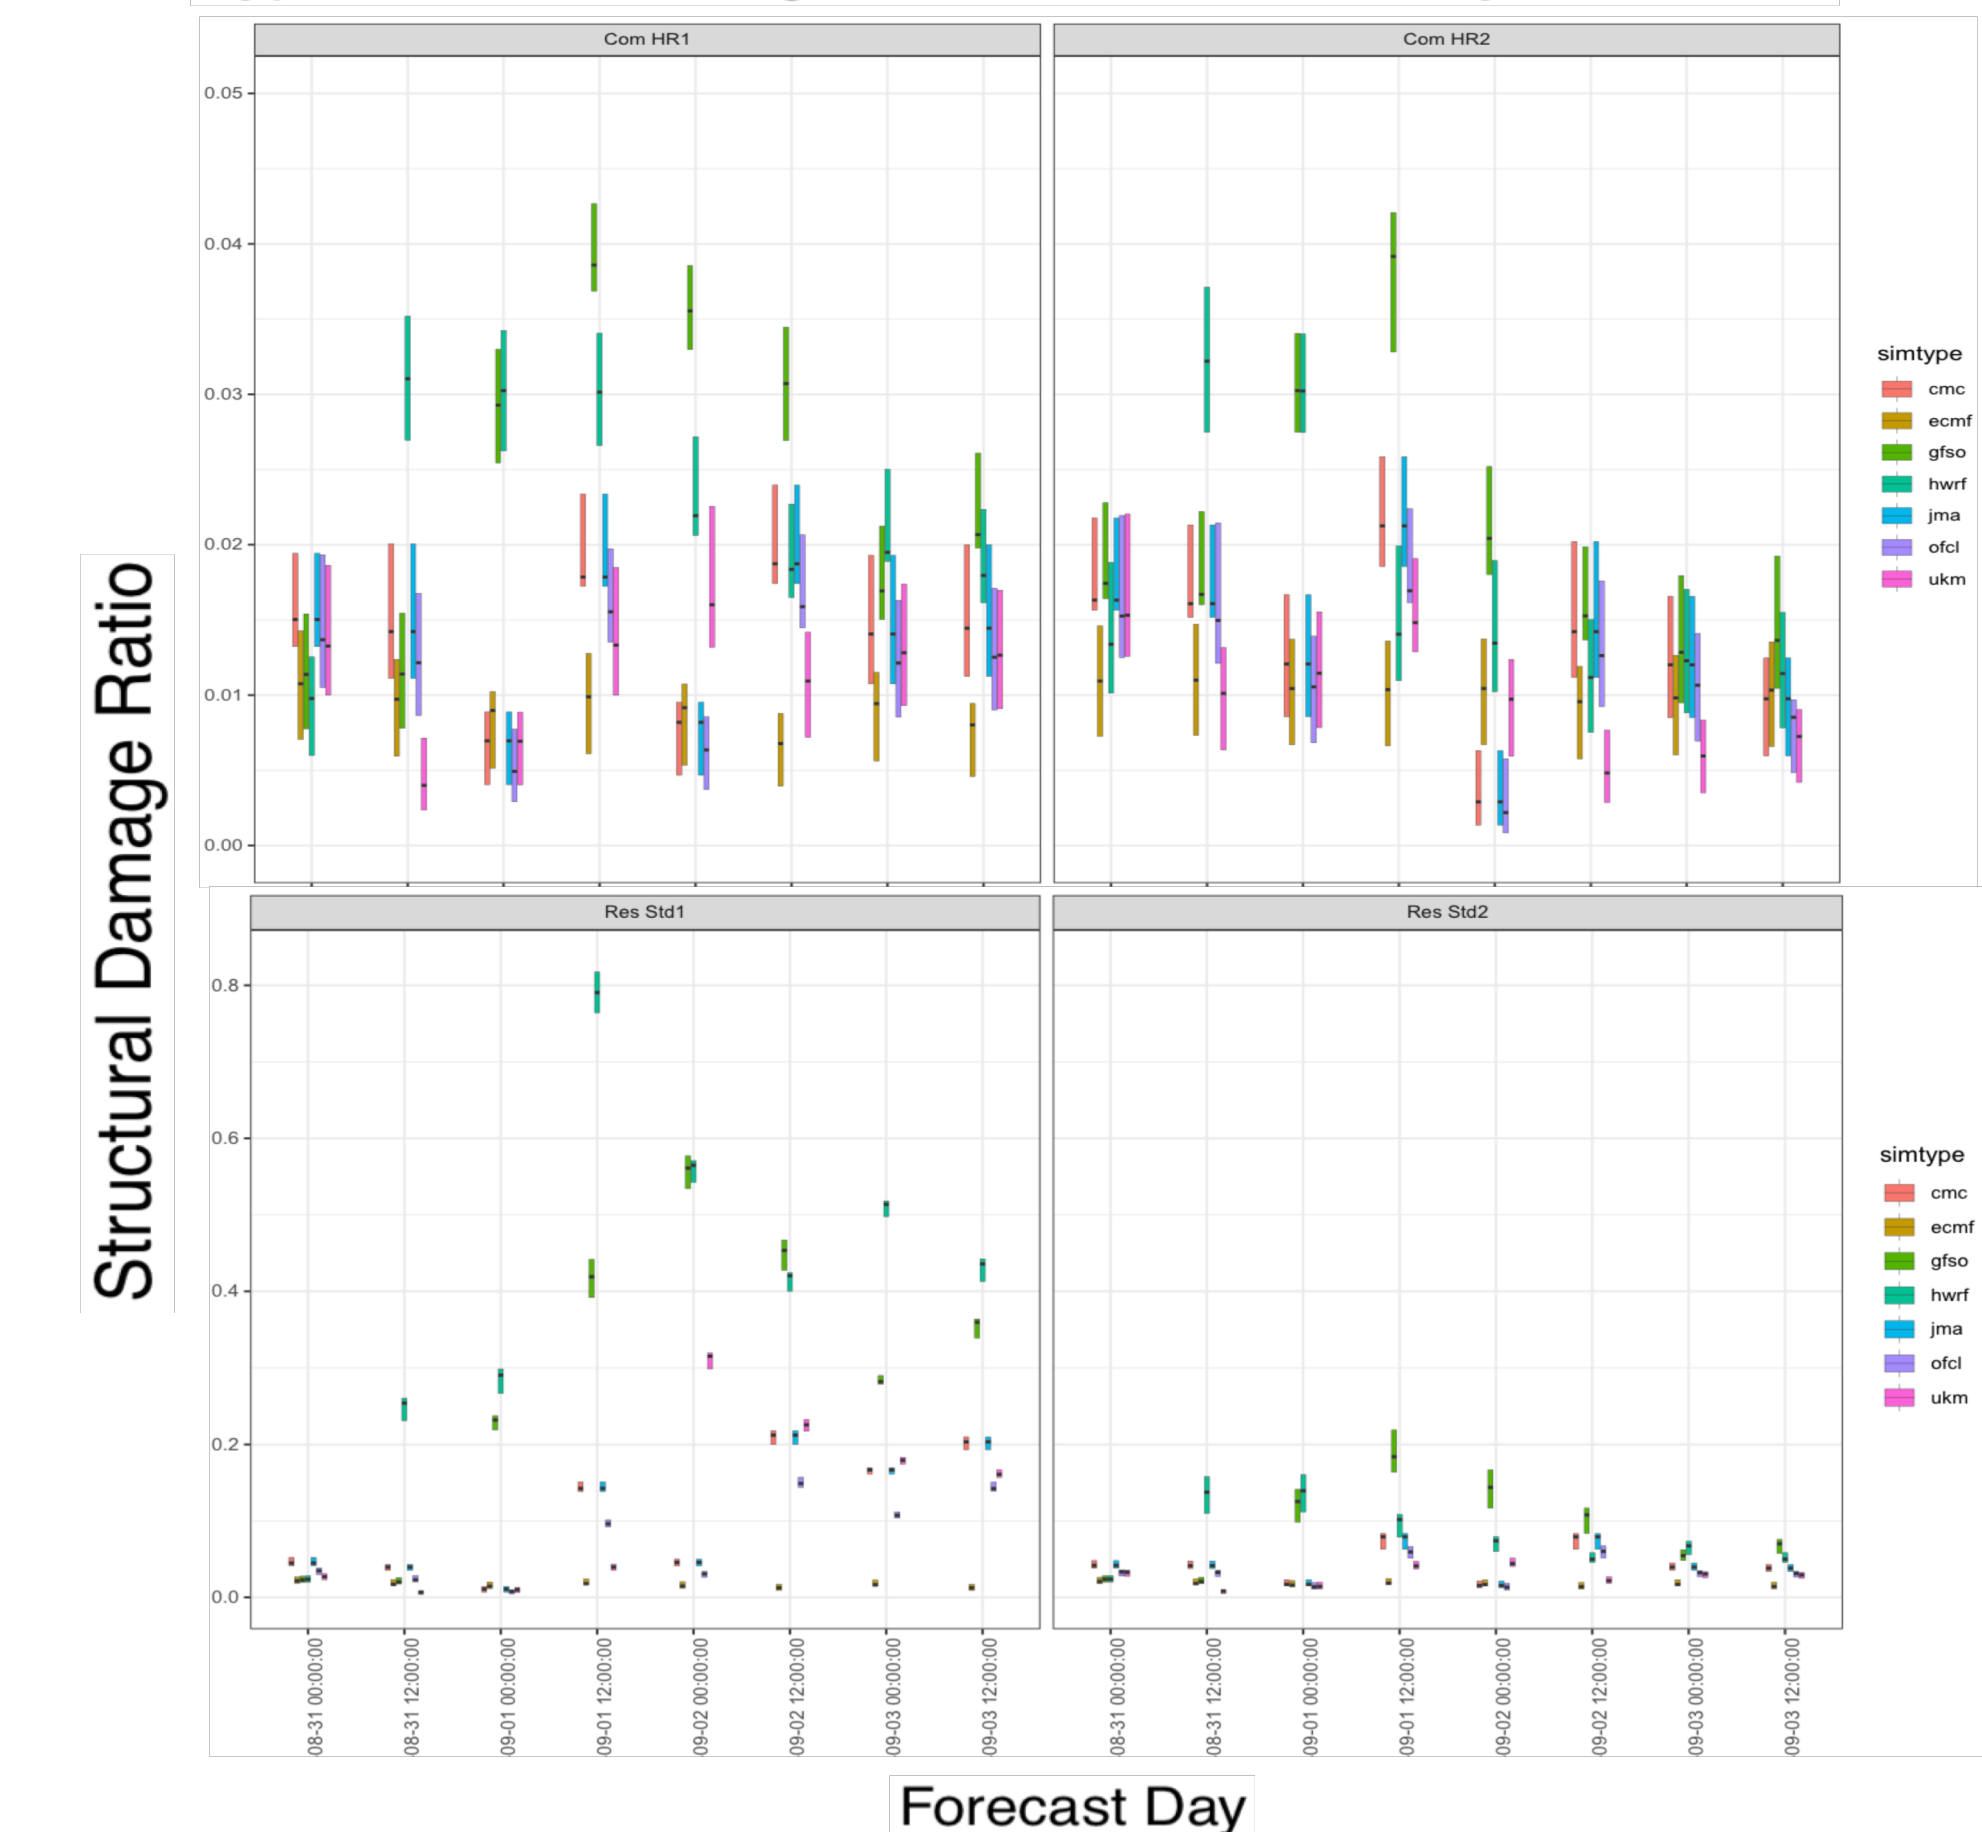 Com HR1
Com HR2
0.05
0.04
0.03
0.02
0.01
0.00
simtype
cmc
ecmf
gfso
hwrf
jma
ofcl
ukm
Structural Damage Ratio
Res Std1
Res Std2
0.8
0.6
0.4
0.2
0.0
simtype
cmc
ecmf
gfso
hwrf
jma
ofcl
ukm
08-31 00:00:00
08-31 12:00:00
09-01 00:00:00
09-01 12:00:00
09-02 00:00:00
09-02 12:00:00
09-03 00:00:00
09-03 12:00:00
08-31 00:00:00
08-31 12:00:00
09-01 00:00:00
09-01 12:00:00
09-02 00:00:00
09-02 12:00:00
09-03 00:00:00
09-03 12:00:00
Forecast Day